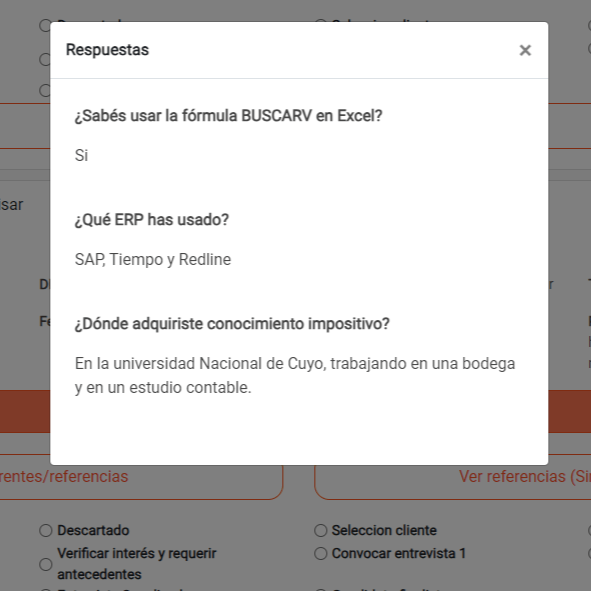 Respuestas
×
¿Sabés usar la fórmula BUSCARV en Excel?
Si
¿Qué ERP has usado?
SAP, Tiempo y Redline
¿Dónde adquiriste conocimiento impositivo?
En la universidad Nacional de Cuyo, trabajando en una bodega
y en un estudio contable.
rentes/referencias
Ver referencias (Si
Descartado
Seleccion cliente
Verificar interés y requerir
antecedentes
Convocar entrevista 1